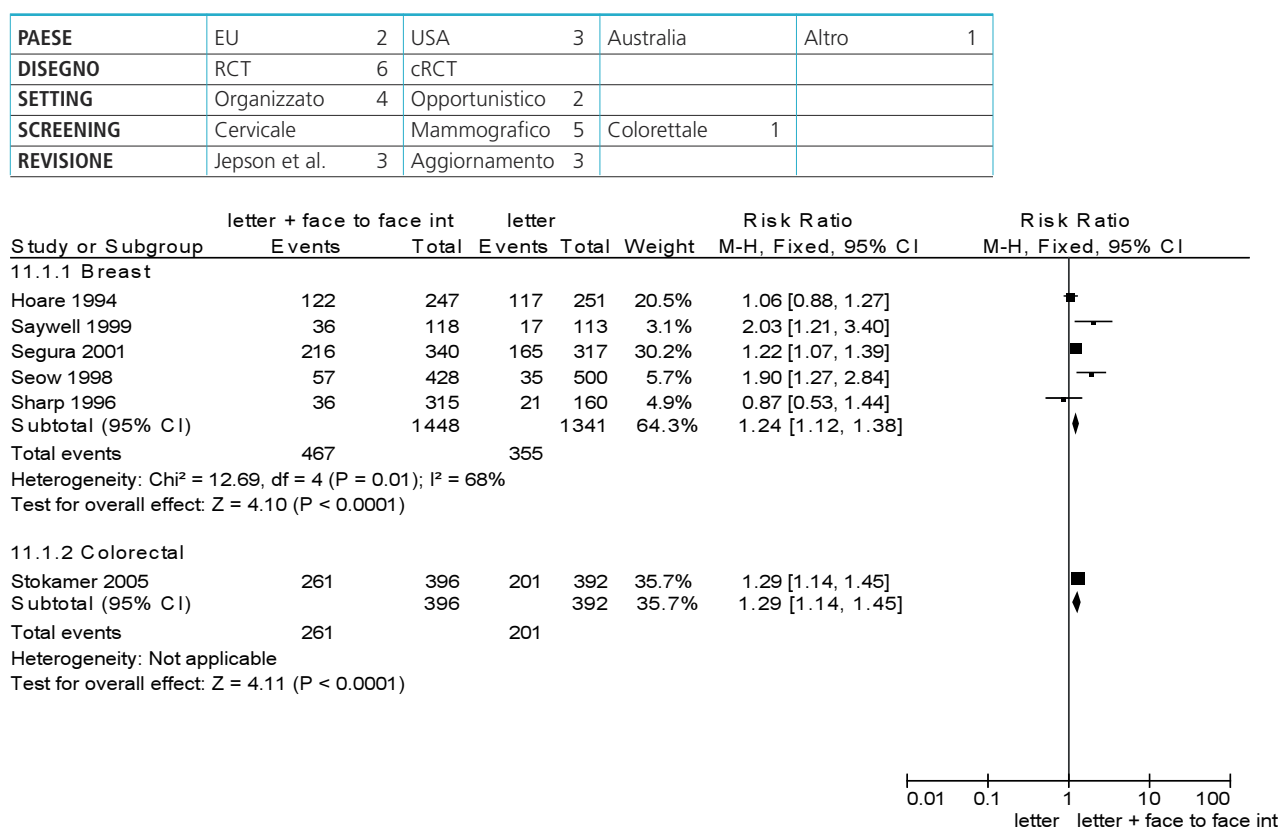 PAESE EU 2 USA 3 Australia Altro 1
DISEGNO RCT 6 cRCT
SETTING Organizzato 4 Opportunistico 2
SCREENING Cervicale Mammografico 5 Colorettale 1
REVISIONE Jepson et al. 3 Aggiornamento 3
letter + face to face int letter Risk Ratio Risk Ratio
Study or Subgroup Events Total Events Total Weight M-H, Fixed, 95% CI M-H, Fixed, 95% CI
11.1.1 Breast
Hoare 1994 122 247 117 251 20.5% 1.06 [0.88, 1.27]
Saywell 1999 36 118 17 113 3.1% 2.03 [1.21, 3.40]
Segura 2001 216 340 165 317 30.2% 1.22 [1.07, 1.39]
Seow 1998 57 428 35 500 5.7% 1.90 [1.27, 2.84]
Sharp 1996 36 315 21 160 4.9% 0.87 [0.53, 1.44]
Subtotal (95% CI) 1448 1341 64.3% 1.24 [1.12, 1.38]
Total events 467 355
Heterogeneity: Chi² = 12.69, df = 4 (P = 0.01); I² = 68%
Test for overall effect: Z = 4.10 (P < 0.0001)
11.1.2 Colorectal
Stokamer 2005 261 396 201 392 35.7% 1.29 [1.14, 1.45]
Subtotal (95% CI) 396 392 35.7% 1.29 [1.14, 1.45]
Total events 261 201
Heterogeneity: Not applicable
Test for overall effect: Z = 4.11 (P < 0.0001)
0.01 0.1 1 10 100
letter letter + face to face int